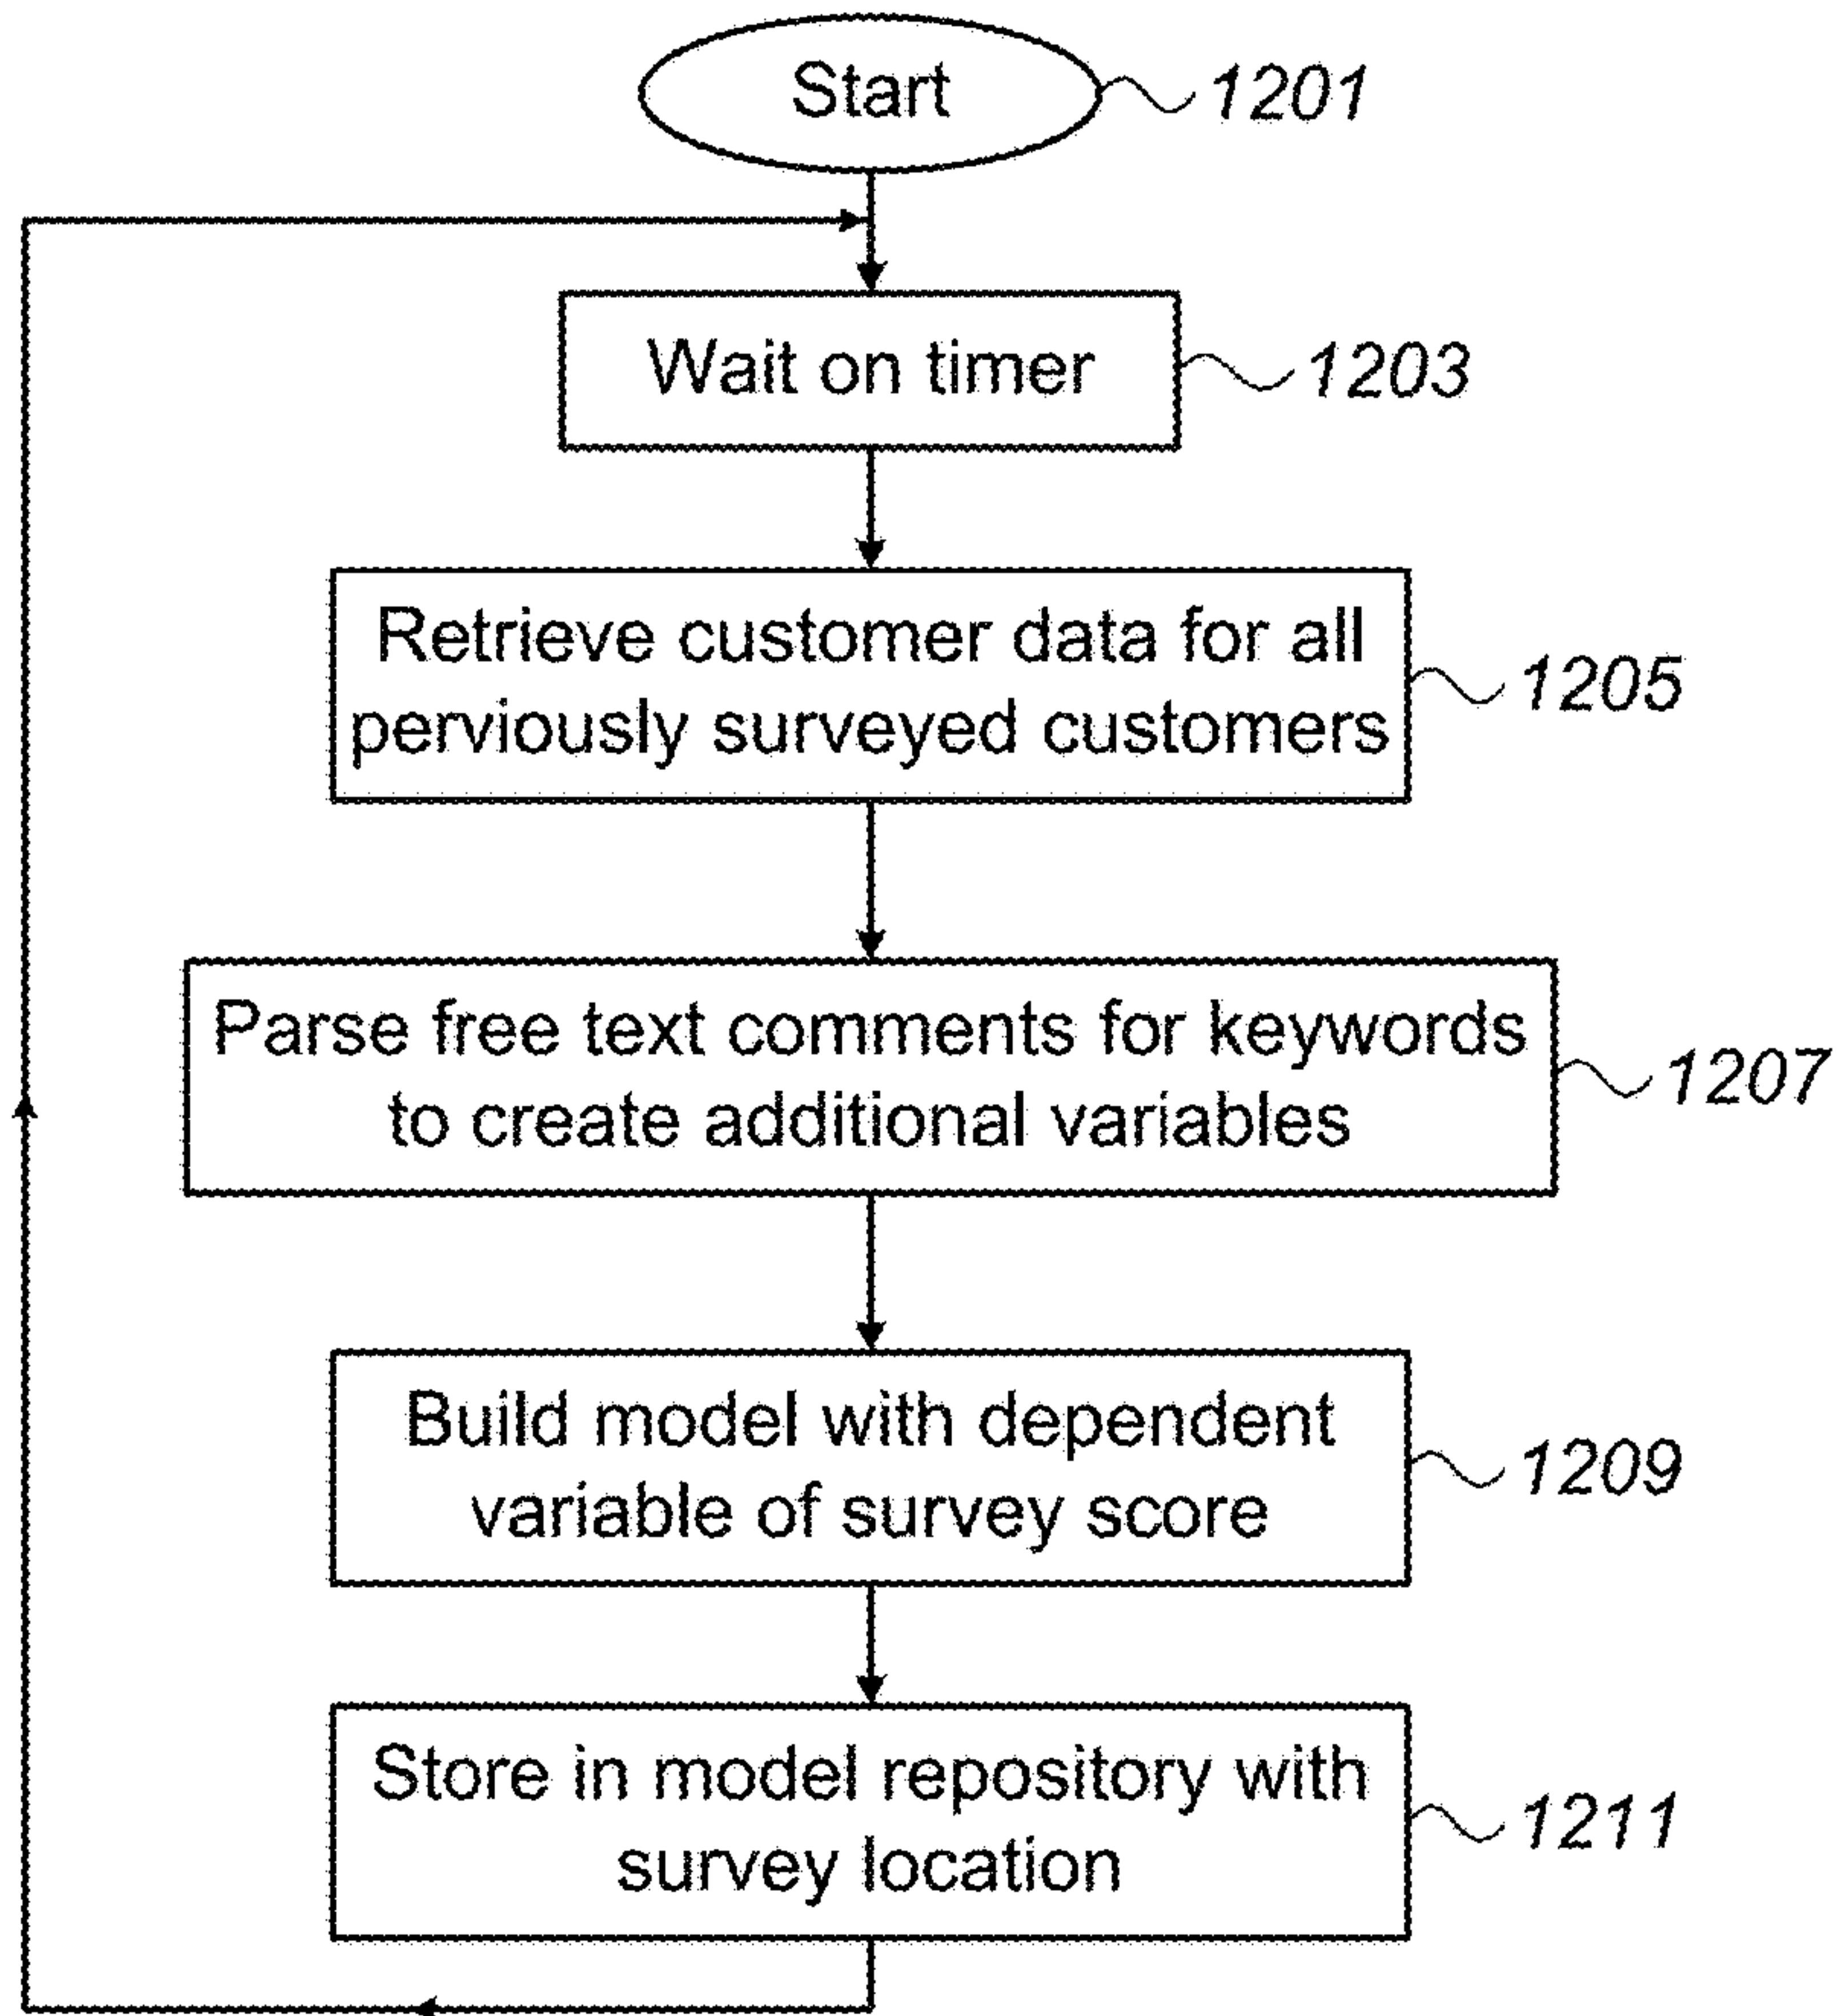 Start
1201
Wait on timer
1203
Retrieve customer data for all
perviously surveyed customers
1205
Parse free text comments for keywords
to create additional variables
1207
Build model with dependent
variable of survey score
1209
Store in model repository with
survey location
1211